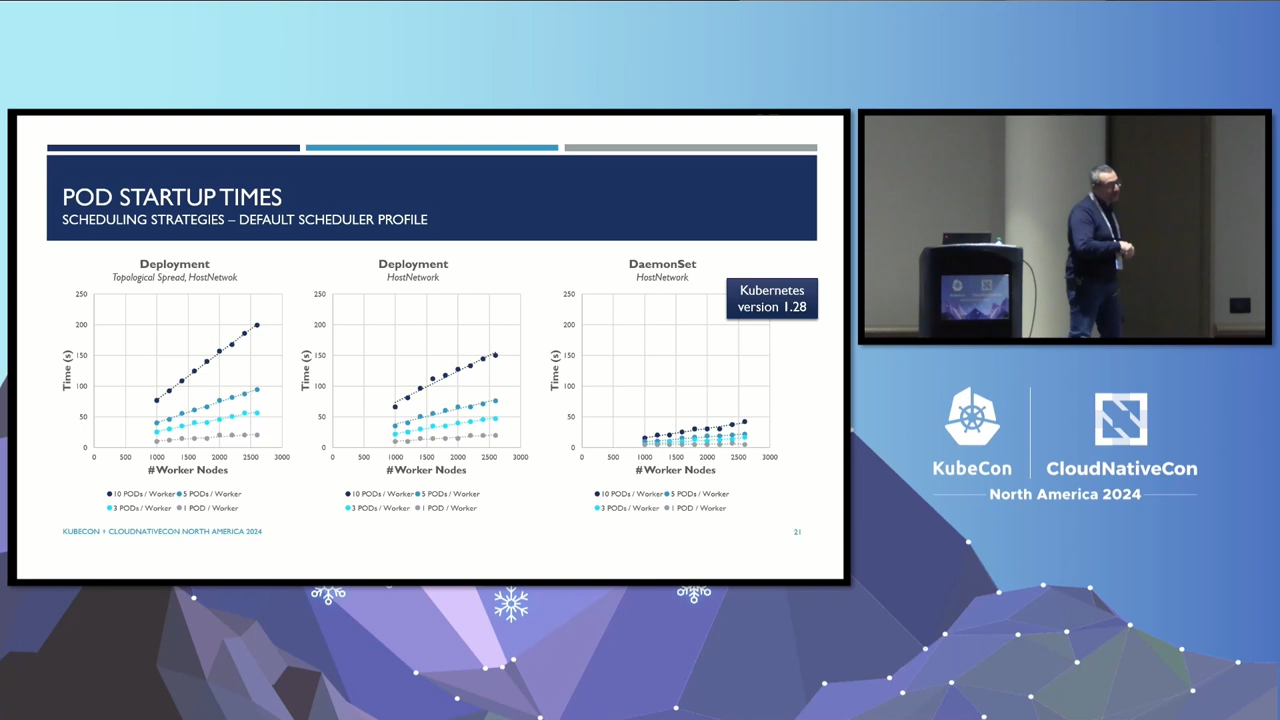 POD STARTUP TIMES
SCHEDULING STRATEGIES – DEFAULT SCHEDULER PROFILE
Deployment
Topological Spread, HostNetwok
250
200
150
100
50
0
Time (s)
0 500 1000 1500 2000 2500 3000
#Worker Nodes
10 PODs / Worker 5 PODs / Worker
3 PODs / Worker 1 POD / Worker
Deployment
HostNetwork
250
200
150
100
50
0
Time (s)
0 500 1000 1500 2000 2500 3000
#Worker Nodes
10 PODs / Worker 5 PODs / Worker
3 PODs / Worker 1 POD / Worker
DaemonSet
HostNetwork
Kubernetes
version 1.28
250
200
150
100
50
0
Time (s)
0 500 1000 1500 2000 2500 3000
#Worker Nodes
10 PODs / Worker 5 PODs / Worker
3 PODs / Worker 1 POD / Worker
KUBECON + CLOUDNATIVECON NORTH AMERICA 2024
21
KubeCon
CloudNativeCon
North America 2024